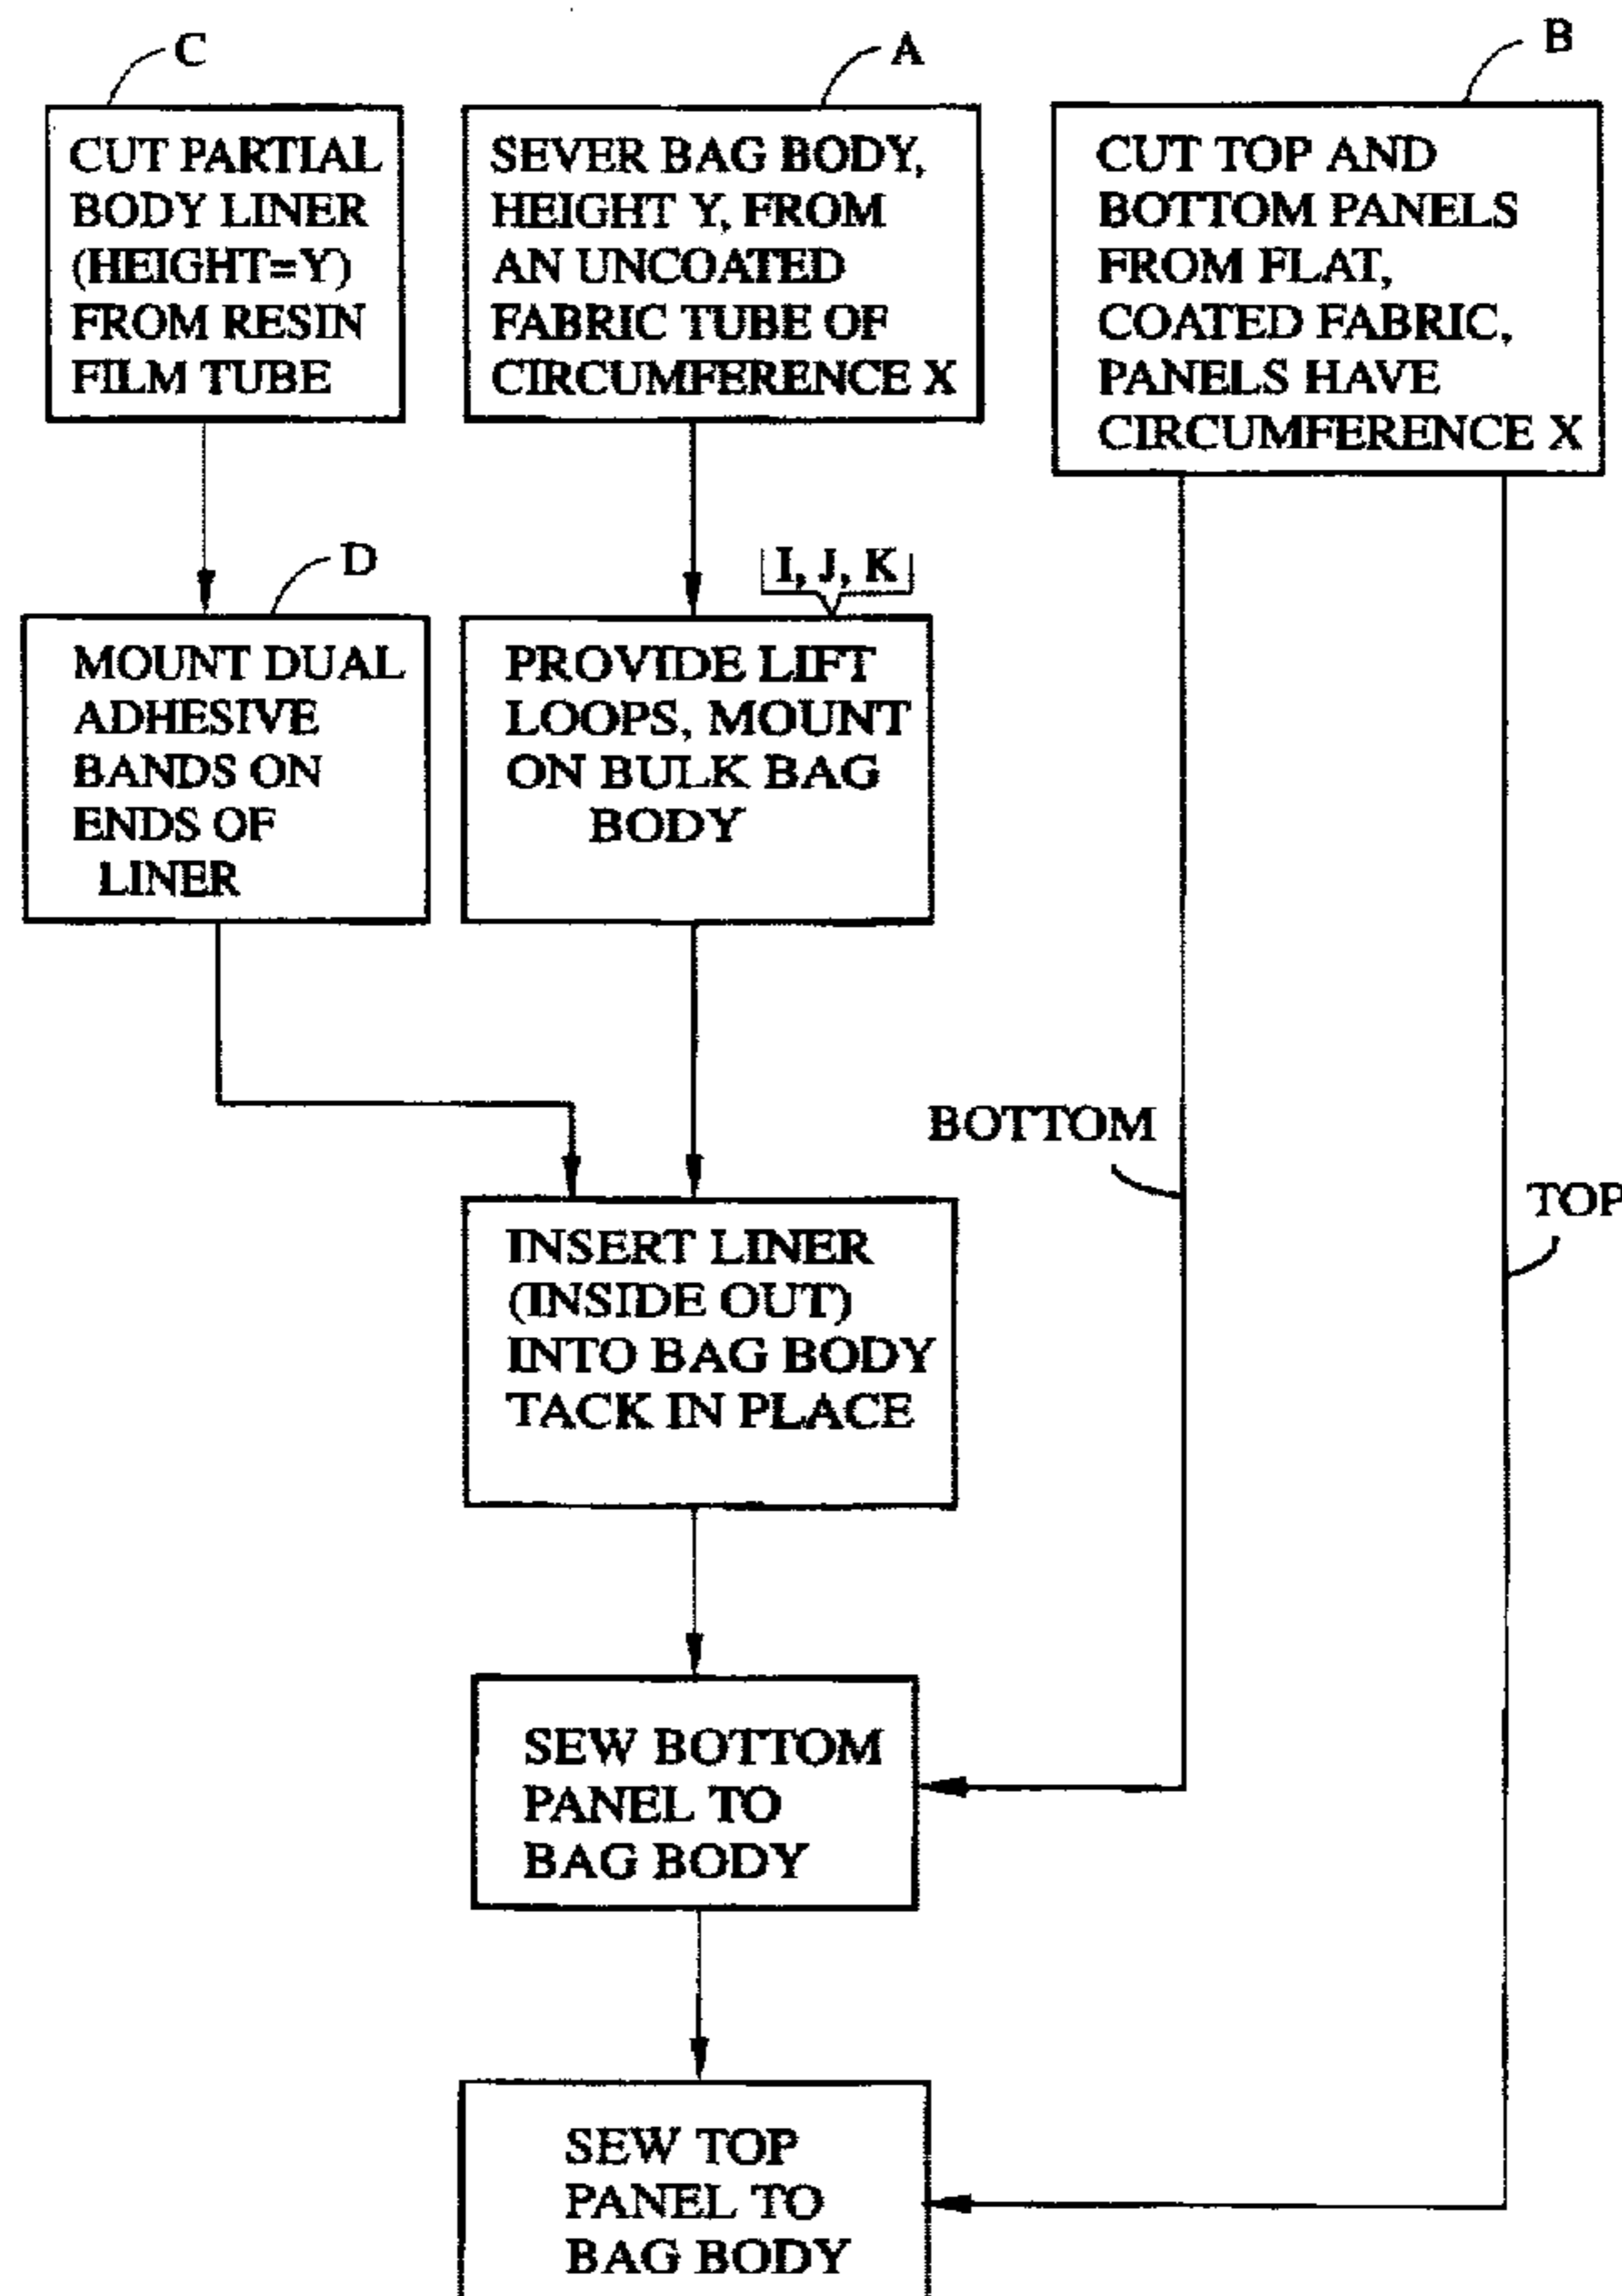 C
CUT PARTIAL
BODY LINER
(HEIGHT=Y)
FROM RESIN
FILM TUBE
A
SEVER BAG BODY,
HEIGHT Y, FROM
AN UNCOATED
FABRIC TUBE OF
CIRCUMFERENCE X
B
CUT TOP AND
BOTTOM PANELS
FROM FLAT,
COATED FABRIC,
PANELS HAVE
CIRCUMFERENCE X
D
MOUNT DUAL
ADHESIVE
BANDS ON
ENDS OF
LINER
I, J, K
PROVIDE LIFT
LOOPS, MOUNT
ON BULK BAG
BODY
BOTTOM
TOP
INSERT LINER
(INSIDE OUT)
INTO BAG BODY
TACK IN PLACE
SEW BOTTOM
PANEL TO
BAG BODY
SEW TOP
PANEL TO
BAG BODY